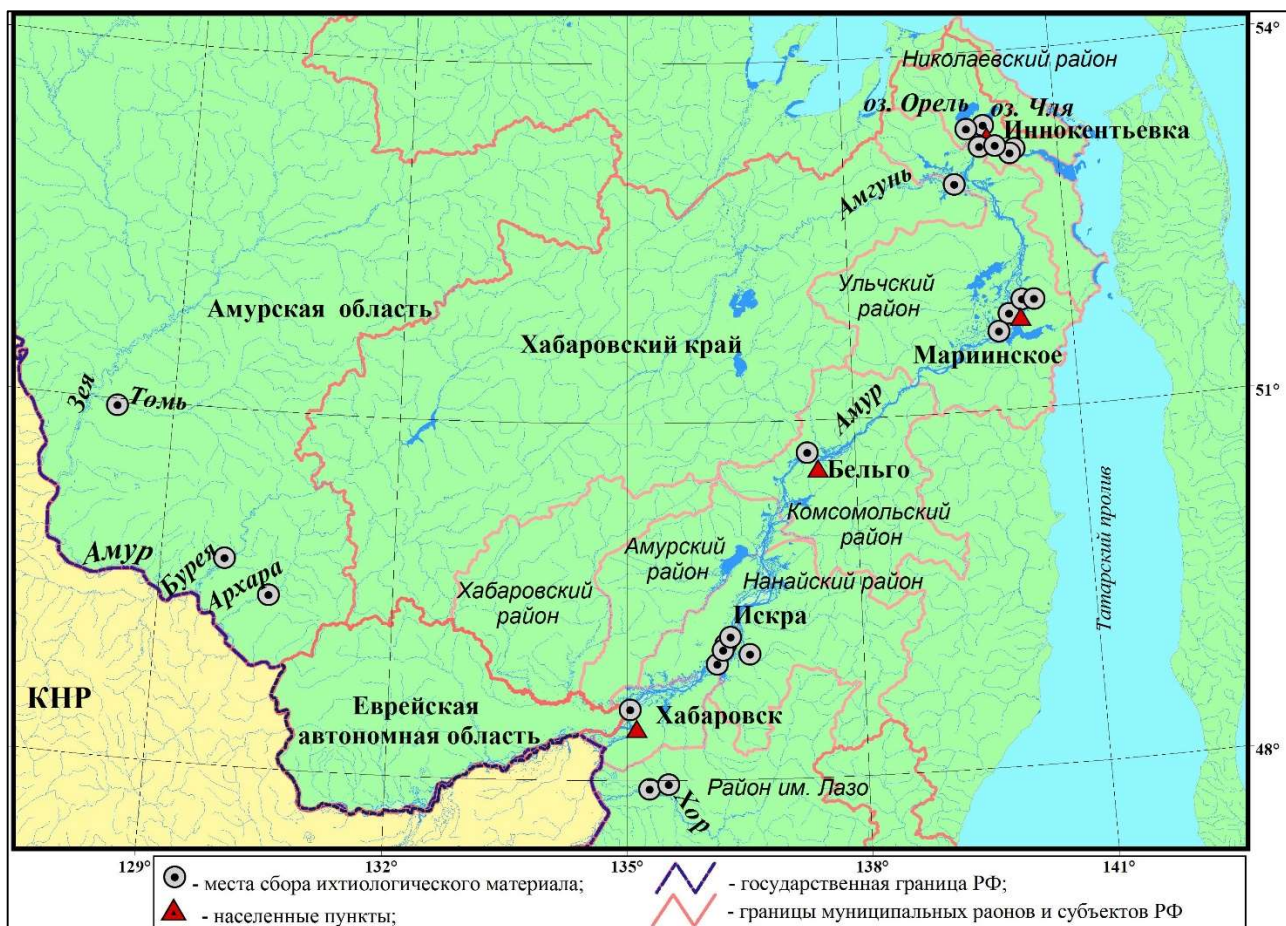 54°
Николаевский район
оз. Орель
оз. Чля
Иннокентьевка
Амгунь
Ульчский
район
Амурская область
Хабаровский край
Мариинское
Зея
Томь
51°
Амур
Бельго
Комсомольский
район
Амур
Бурея
Архара
Амурский
район
Нанайский район
Хабаровский
район
Искра
Татарский пролив
КНР
Еврейская
автономная область
Хабаровск
48°
Хор
Район им. Лазо
129°
132°
135°
138°
141°
- места сбора ихтиологического материала;
- государственная граница РФ;
- населенные пункты;
- границы муниципальных раонов и субъектов РФ